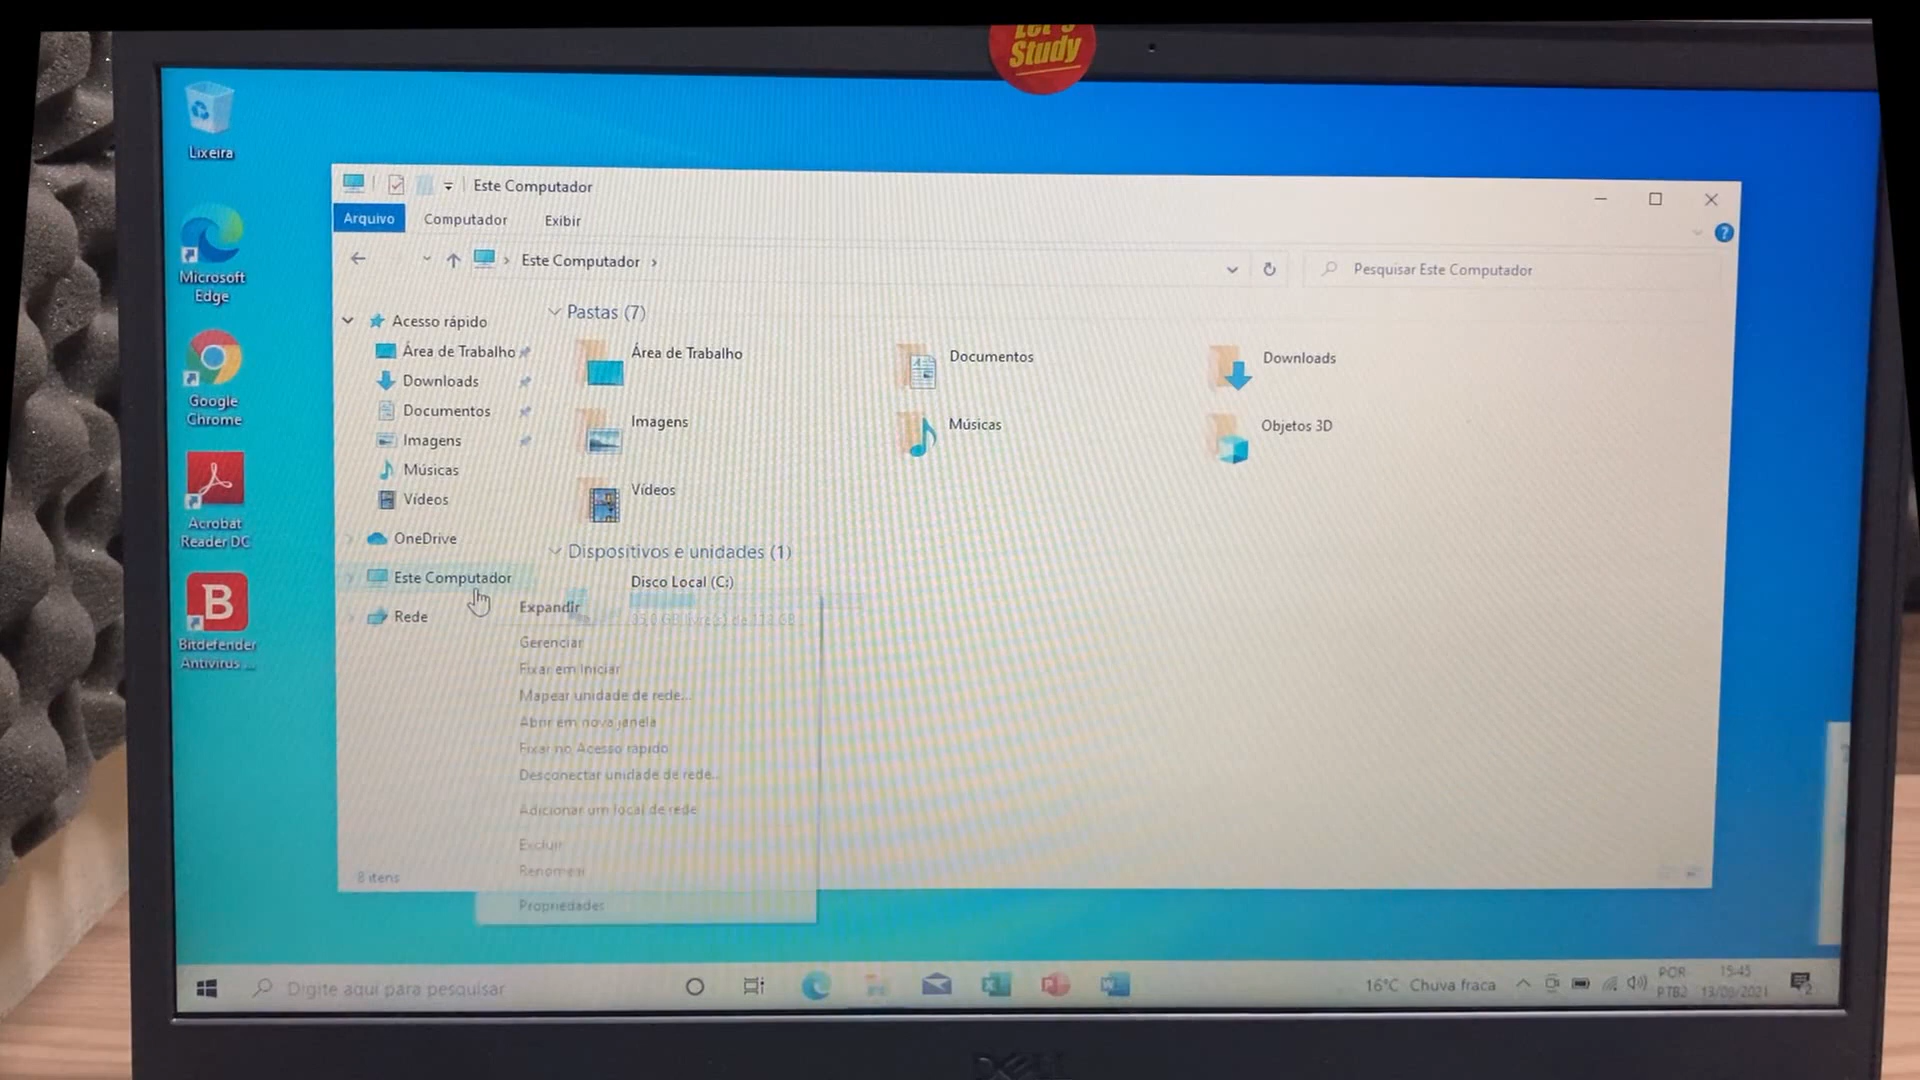 Let's
Study
Lixeira
Microsoft
Edge
Google
Chrome
Acrobat
Reader DC
Bitdefender
Antivirus ...
Este Computador
Arquivo
Computador
Exibir
Este Computador
Pesquisar Este Computador
Acesso rápido
Área de Trabalho
Downloads
Documentos
Imagens
Músicas
Vídeos
OneDrive
Este Computador
Rede
8 itens
Pastas (7)
Área de Trabalho
Documentos
Downloads
Imagens
Músicas
Objetos 3D
Vídeos
Dispositivos e unidades (1)
Disco Local (C:)
Expandir
Gerenciar
Fixar em Iniciar
Mapear unidade de rede...
Abrir em nova janela
Fixar no Acesso rápido
Desconectar unidade de rede...
Adicionar um local de rede
Excluir
Renomear
Propriedades
Digite aqui para pesquisar
16°C Chuva fraca
POR
PTB2
15:45
DELL